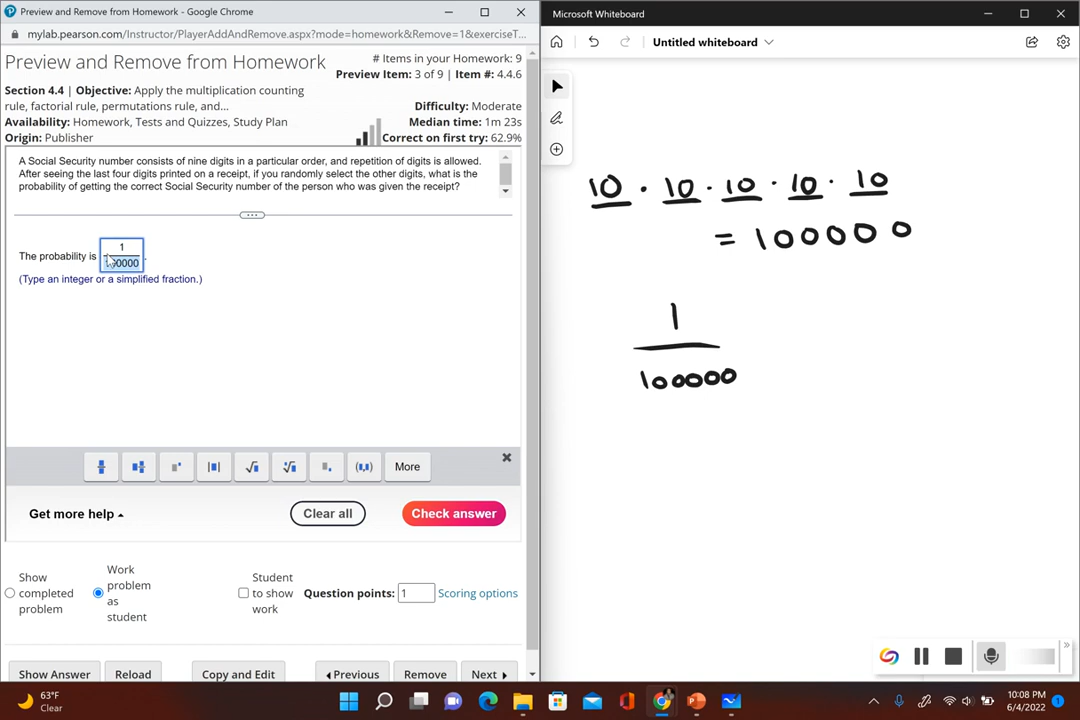 Preview and Remove from Homework - Google Chrome
mylab.pearson.com/Instructor/PlayerAddAndRemove.aspx?mode=homework&Remove=1&exerciseT...
Preview and Remove from Homework
# Items in your Homework: 9
Preview Item: 3 of 9 | Item #: 4.4.6
Section 4.4 | Objective: Apply the multiplication counting
rule, factorial rule, permutations rule, and...
Availability: Homework, Tests and Quizzes, Study Plan
Origin: Publisher
Difficulty: Moderate
Median time: 1m 23s
Correct on first try: 62.9%
A Social Security number consists of nine digits in a particular order, and repetition of digits is allowed.
After seeing the last four digits printed on a receipt, if you randomly select the other digits, what is the
probability of getting the correct Social Security number of the person who was given the receipt?
The probability is 1
100000 .
(Type an integer or a simplified fraction.)
More
Get more help
Clear all
Check answer
Show
completed
problem
Work
problem
as
student
Student
to show
work
Question points: 1
Scoring options
Show Answer
Reload
Copy and Edit
Previous
Remove
Next
Microsoft Whiteboard
Untitled whiteboard
10 · 10 · 10 · 10 · 10
= 100000
1
100000
63°F
Clear
10:08 PM
6/4/2022